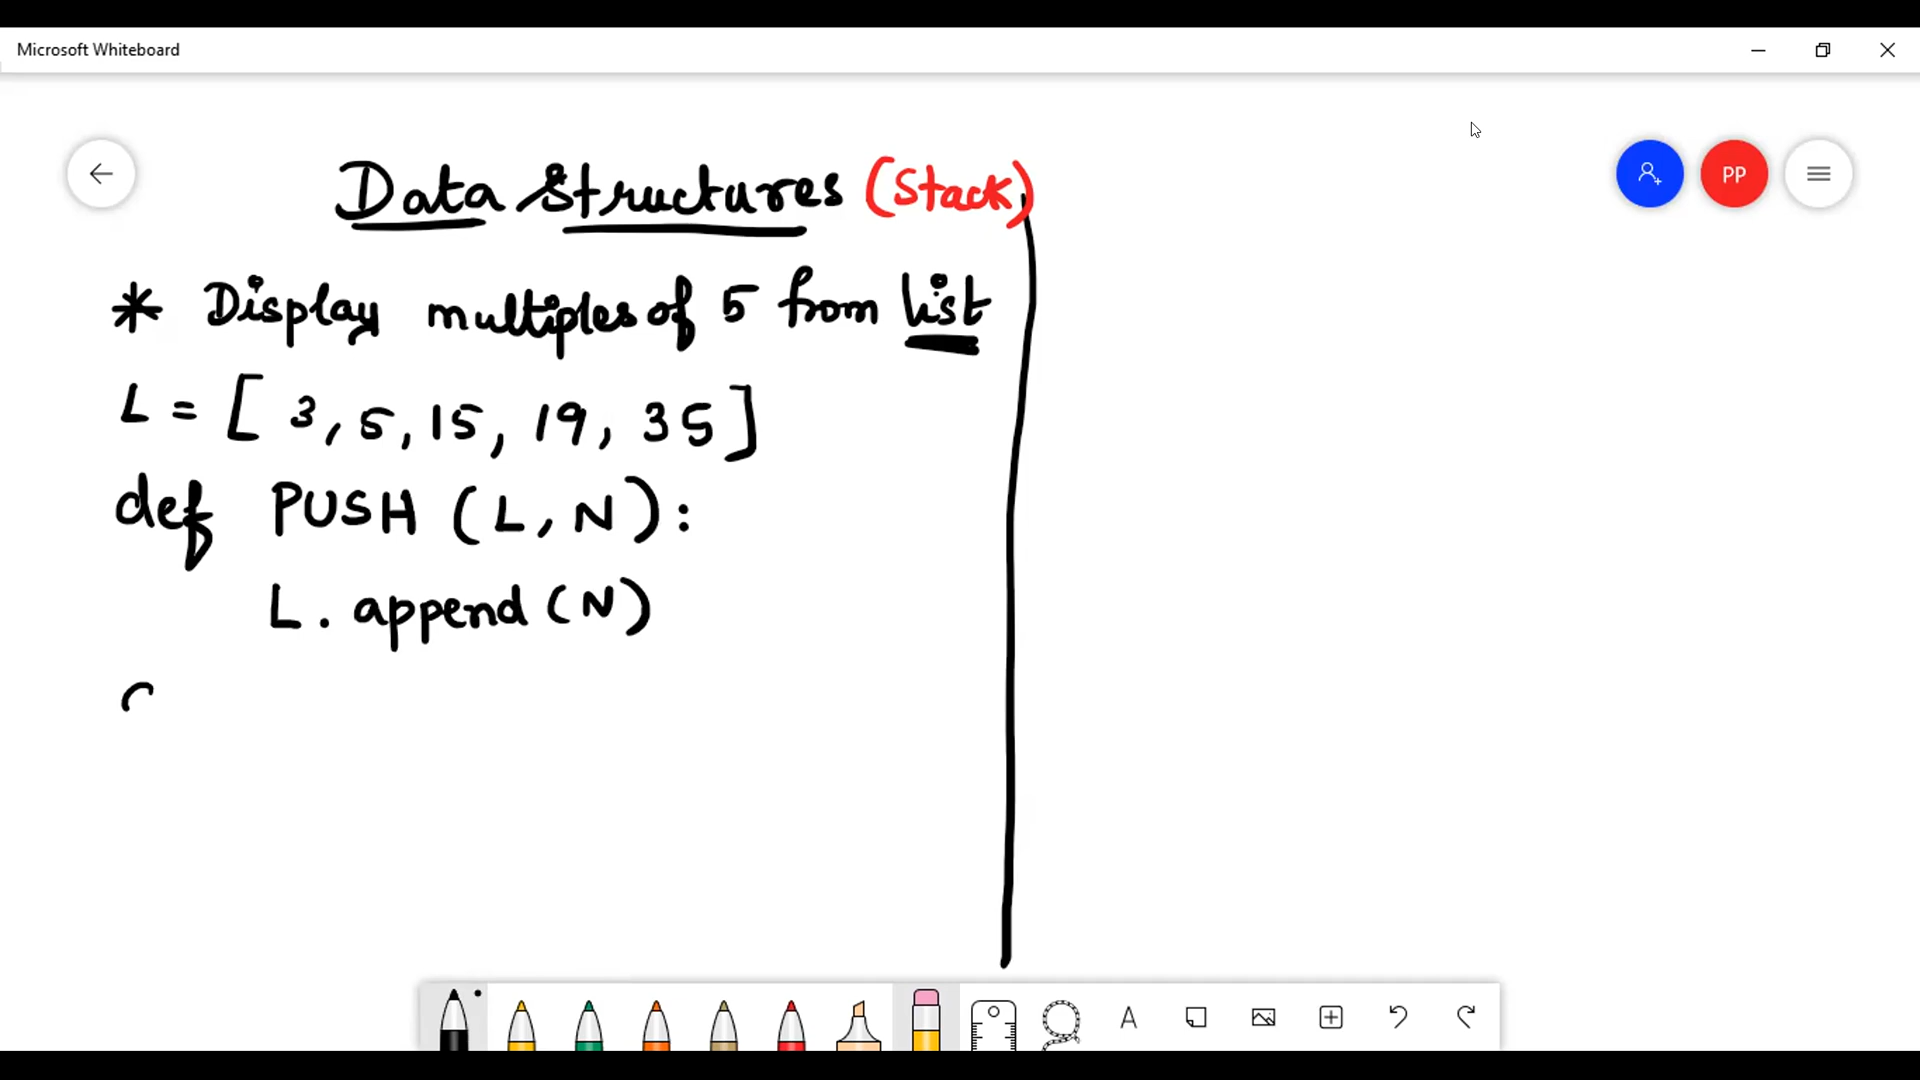 Microsoft Whiteboard
Data Structures (Stack)
* Display multiples of 5 from list
L = [ 3, 5, 15, 19, 35 ]
def PUSH (L, N):
L. append (N)
PP
A